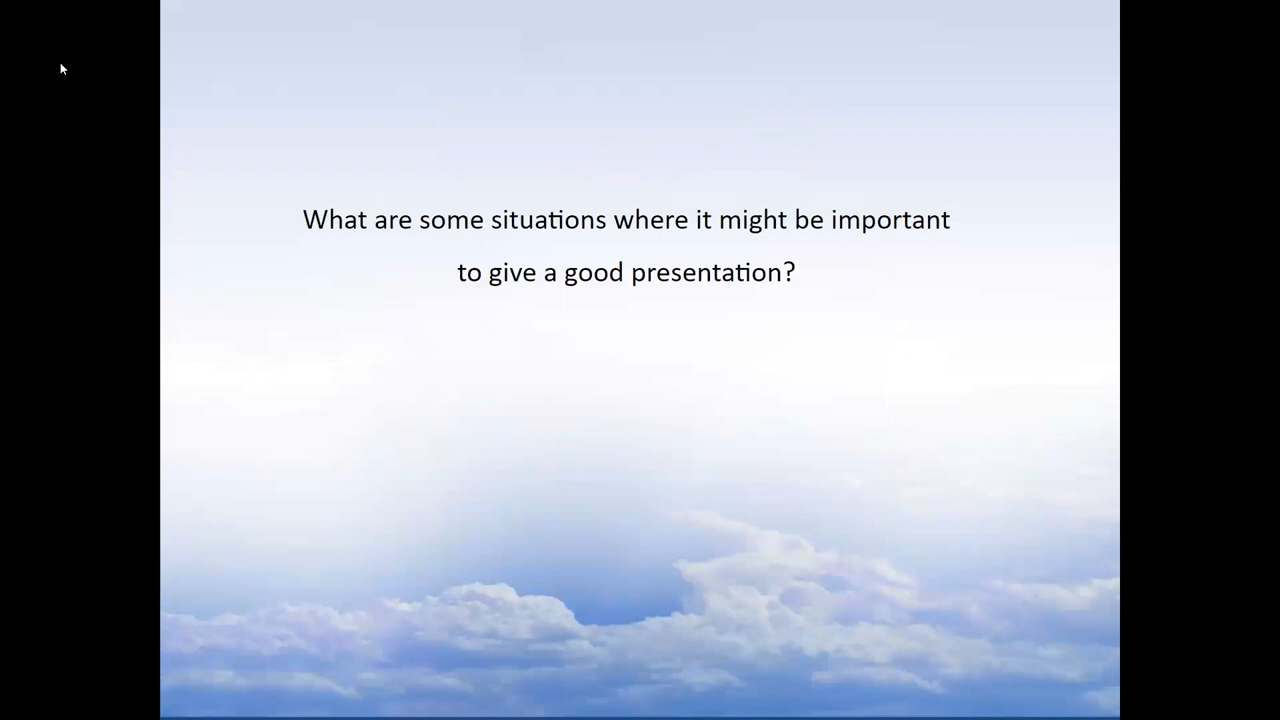 What are some situations where it might be important
to give a good presentation?